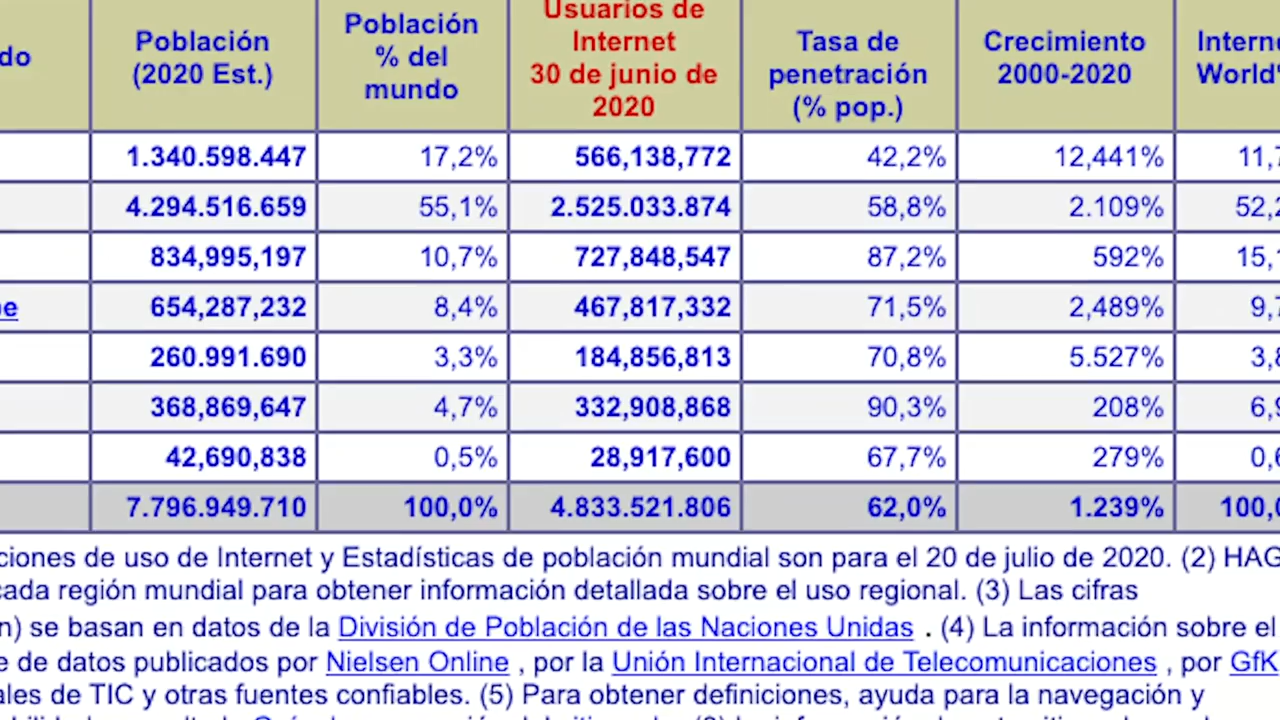 do Población (2020 Est.) Población % del mundo Usuarios de Internet 30 de junio de 2020 Tasa de penetración (% pop.) Crecimiento 2000-2020 World
1.340.598.447 17,2% 566,138,772 42,2% 12,441% 11,
4.294.516.659 55,1% 2.525.033.874 58,8% 2.109% 52,2
834,995,197 10,7% 727,848,547 87,2% 592% 15,
654,287,232 8,4% 467,817,332 71,5% 2,489% 9,
260.991.690 3,3% 184,856,813 70,8% 5.527% 3,
368,869,647 4,7% 332,908,868 90,3% 208% 6,
42,690,838 0,5% 28,917,600 67,7% 279% 0,
7.796.949.710 100,0% 4.833.521.806 62,0% 1.239% 100,
ciones de uso de Internet y Estadísticas de población mundial son para el 20 de julio de 2020. (2) HAG
cada región mundial para obtener información detallada sobre el uso regional. (3) Las cifras
n) se basan en datos de la División de Población de las Naciones Unidas . (4) La información sobre el
e de datos publicados por Nielsen Online , por la Unión Internacional de Telecomunicaciones , por GfK
ales de TIC y otras fuentes confiables. (5) Para obtener definiciones, ayuda para la navegación y